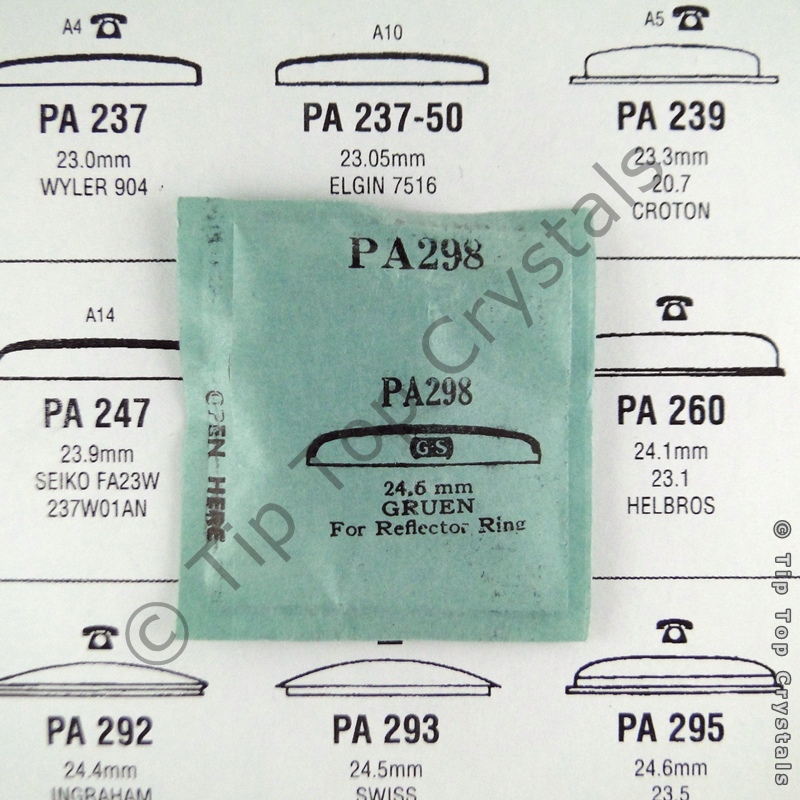 A4
A10
A5
PA 237
PA 237-50
PA 239
23.0mm
23.05mm
23.3mm
WYLER 904
ELGIN 7516
20.7
CROTON
PA298
A14
PA298
OPEN HERE
G-S
PA 247
PA 260
23.9mm
24.1mm
SEIKO FA23W
23.1
237W01AN
HELBROS
24.6 mm
GRUEN
For Reflector Ring
© Tip Top Crystals
© Tip Top Crystals
PA 292
PA 293
PA 295
24.4mm
24.5mm
24.6mm
INGRAHAM
SWISS
23.5